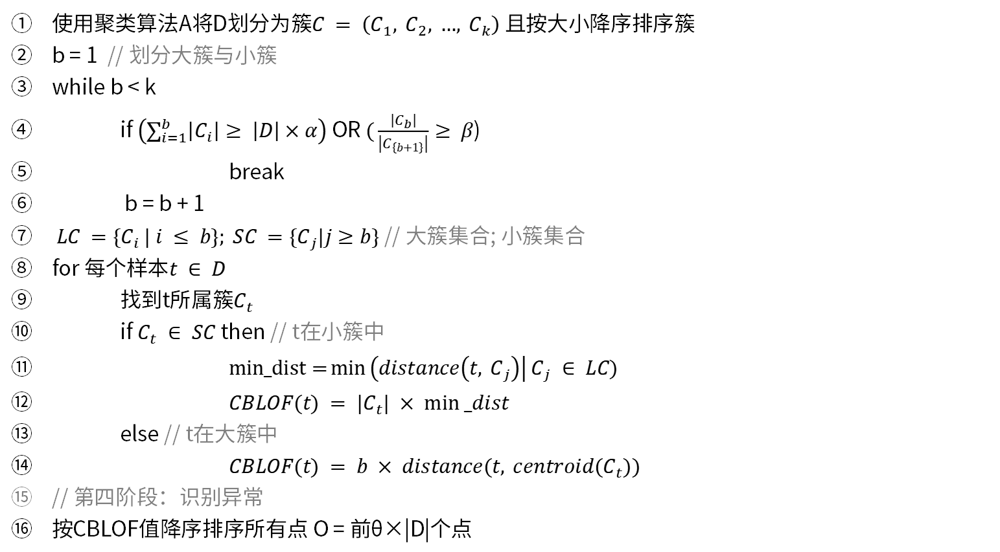 ① 使用聚类算法A将D划分为簇C = (C₁, C₂, …, Cₖ) 且按大小降序排序簇
② b = 1 // 划分大簇与小簇
③ while b < k
④ if (∑_{i=1}^{b}|C_i| ≥ |D| × α) OR (|C_b| / |C_{{b+1}}| ≥ β)
⑤ break
⑥ b = b + 1
⑦ LC = {C_i | i ≤ b}; SC = {C_j|j ≥ b} // 大簇集合; 小簇集合
⑧ for 每个样本t ∈ D
⑨ 找到t所属簇C_t
⑩ if C_t ∈ SC then // t在小簇中
⑪ min_dist = min (distance(t, C_j)| C_j ∈ LC)
⑫ CBLOF(t) = |C_t| × min _dist
⑬ else // t在大簇中
⑭ CBLOF(t) = b × distance(t, centroid(C_t))
⑮ // 第四阶段：识别异常
⑯ 按CBLOF值降序排序所有点 O = 前θ×|D|个点